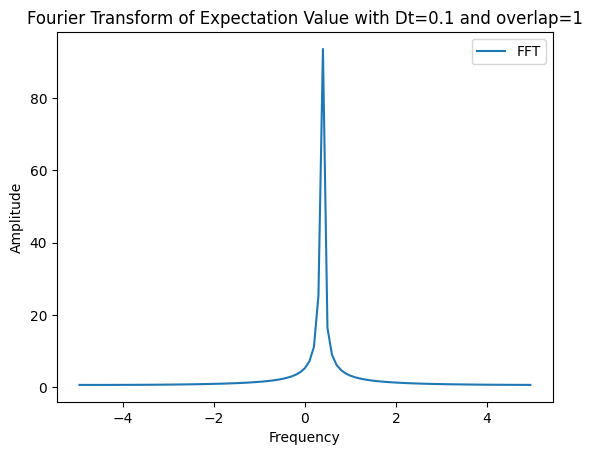 Fourier Transform of Expectation Value with Dt=0.1 and overlap=1
FFT
80
60
40
20
0
Amplitude
−4
−2
0
2
4
Frequency